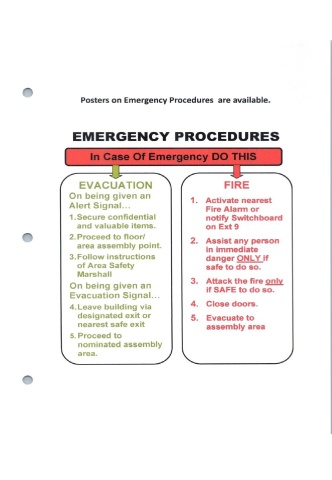 Posters on Emergency Procedures are available.
EMERGENCY PROCEDURES
In Case Of Emergency DO THIS
EVACUATION
On being given an
Alert Signal...
1.Secure confidential
and valuable items.
2.Proceed to floor/
area assembly point.
3.Follow instructions
of Area Safety
Marshall
On being given an
Evacuation Signal...
4.Leave building via
designated exit or
nearest safe exit
5.Proceed to
nominated assembly
area.
FIRE
1. Activate nearest
Fire Alarm or
notify Switchboard
on Ext 9
2. Assist any person
in Immediate
danger ONLY if
safe to do so.
3. Attack the fire only
if SAFE to do so.
4. Close doors.
5. Evacuate to
assembly area